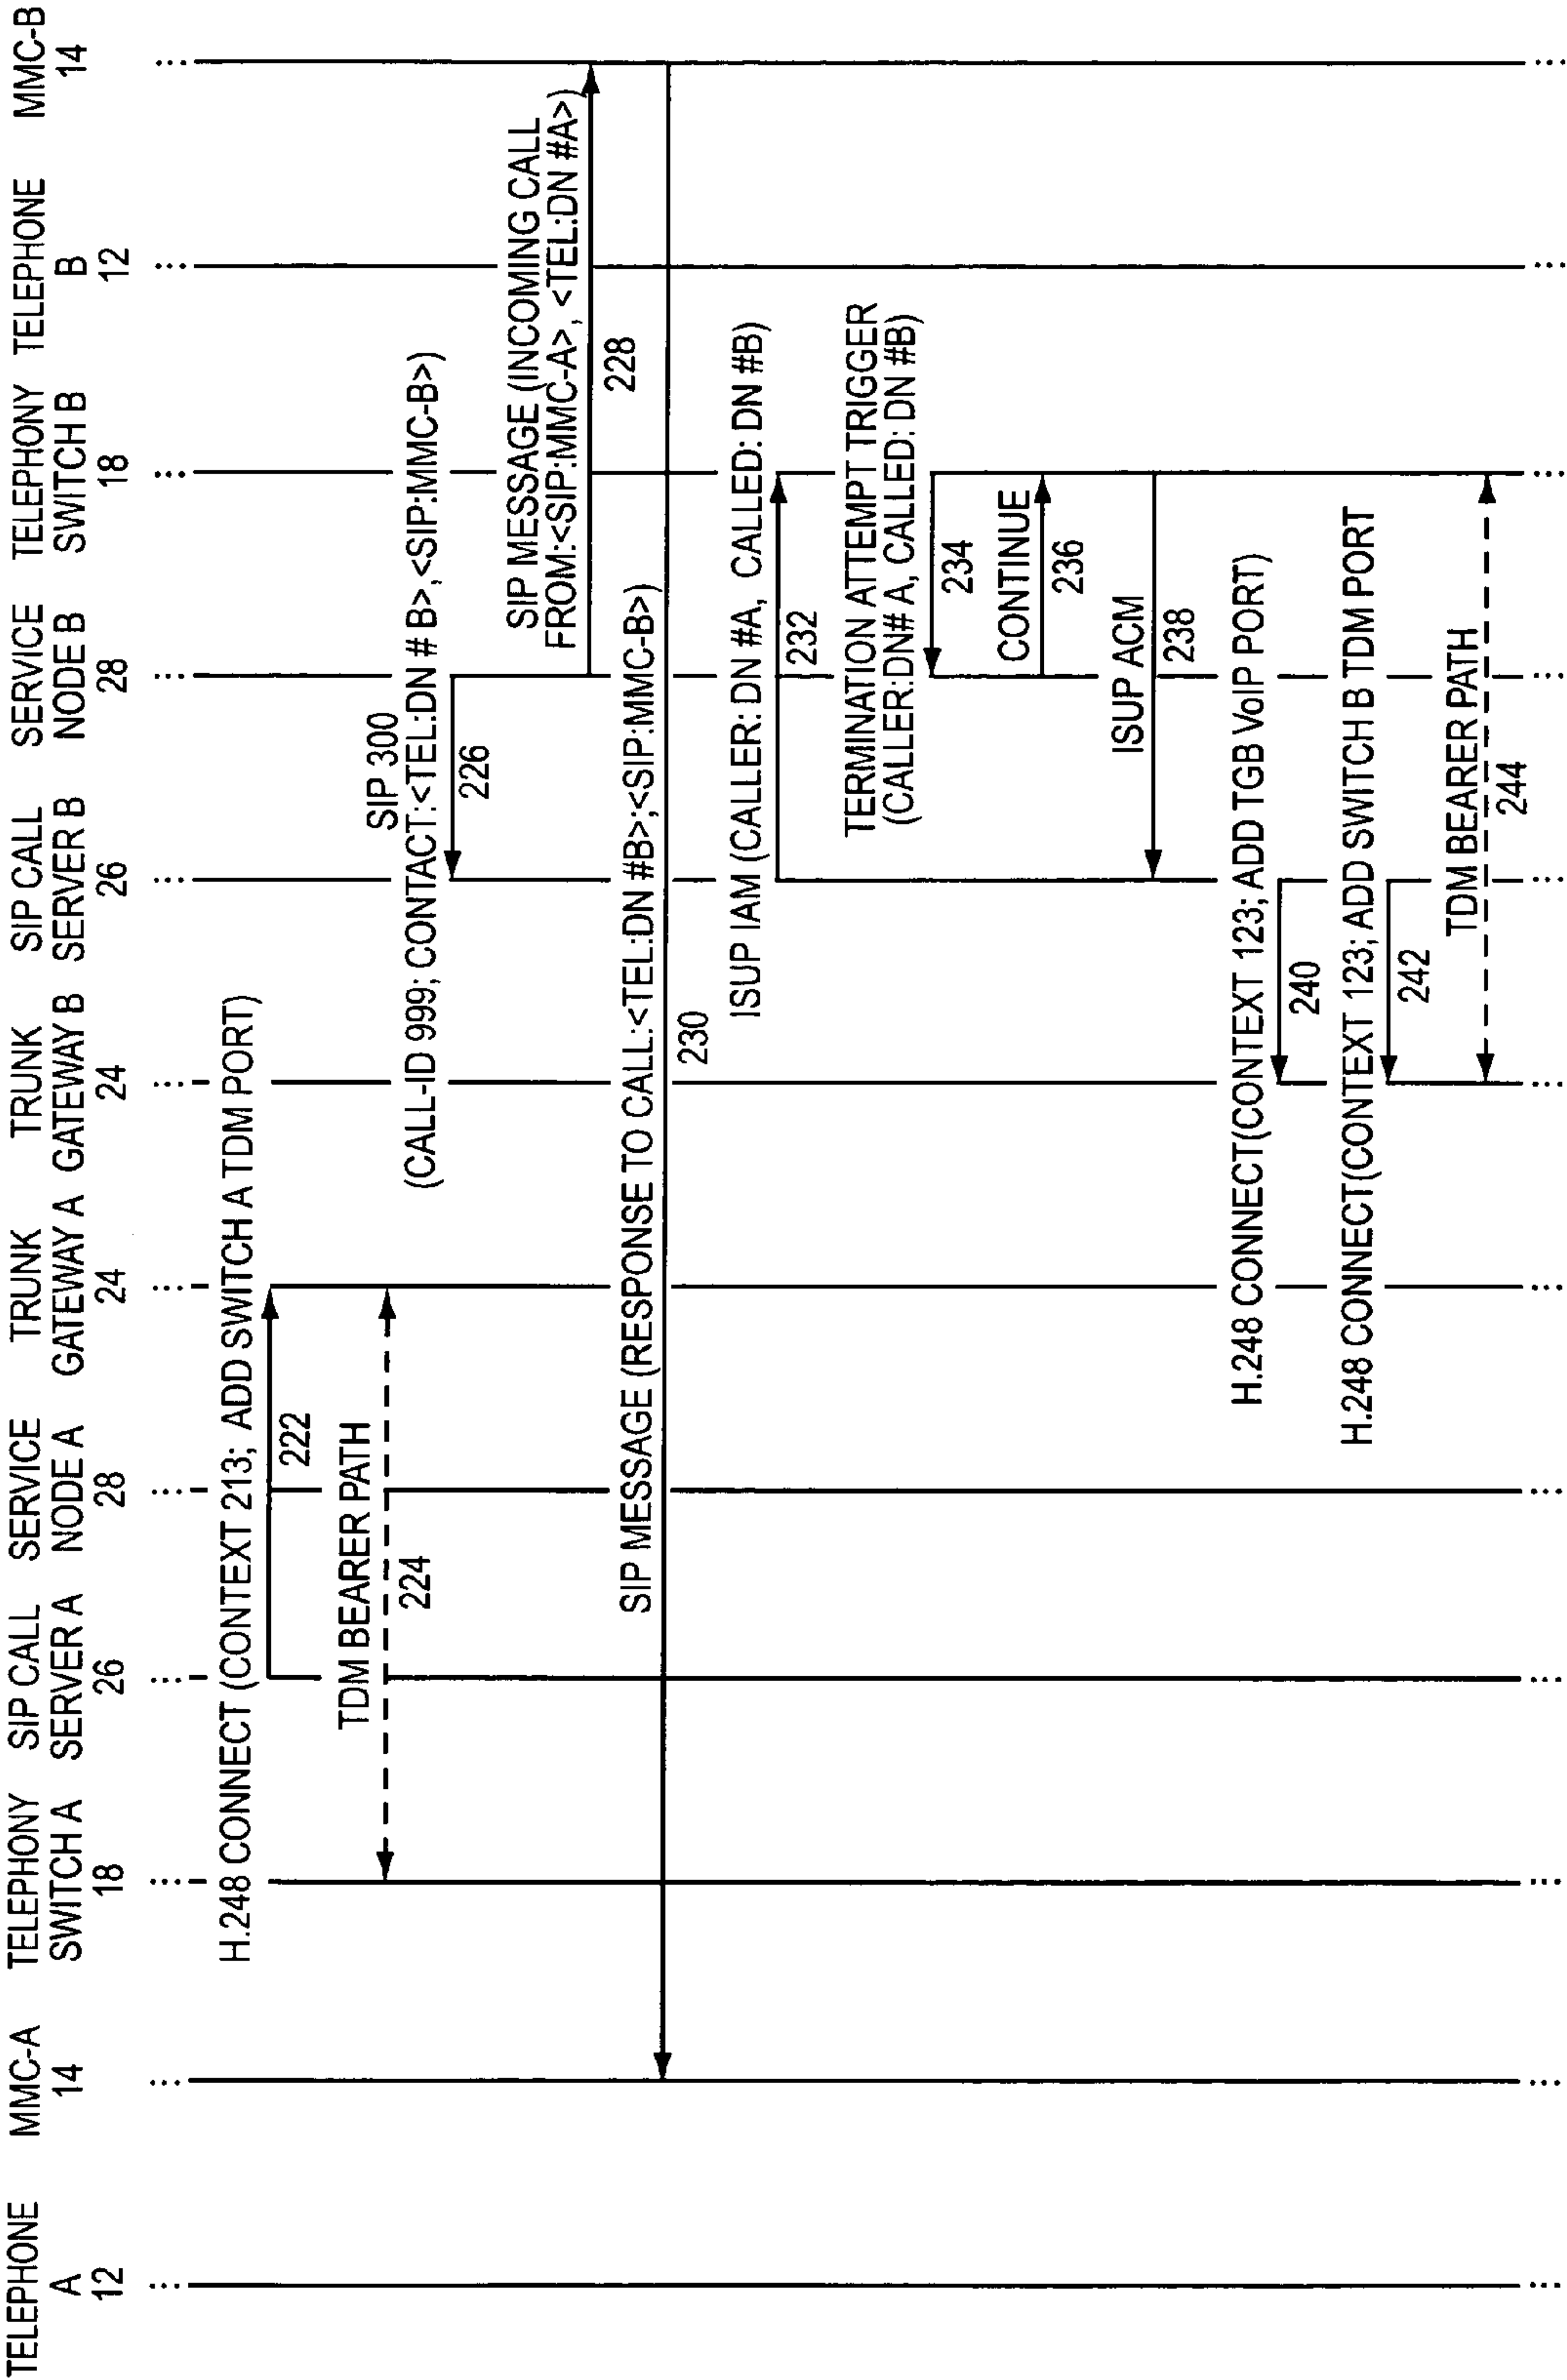 TELEPHONE
A
12
MMC-A
14
TELEPHONY
SWITCH A
18
SIP CALL
SERVER A
26
SERVICE
NODE A
28
TRUNK
GATEWAY A
24
TRUNK
GATEWAY B
24
SIP CALL
SERVER B
26
SERVICE
NODE B
28
TELEPHONY
SWITCH B
18
TELEPHONE
B
12
MMC-B
14
H.248 CONNECT (CONTEXT 213; ADD SWITCH A TDM PORT)
222
TDM BEARER PATH
224
SIP 300
(CALL-ID 999; CONTACT:<TEL:DN # B>,<SIP:MMC-B>)
226
SIP MESSAGE (INCOMING CALL
FROM:<SIP:MMC-A>, <TEL:DN #A>)
228
SIP MESSAGE (RESPONSE TO CALL:<TEL:DN #B>;<SIP:MMC-B>)
230
ISUP IAM (CALLER: DN #A, CALLED: DN #B)
232
TERMINATION ATTEMPT TRIGGER
(CALLER:DN# A, CALLED: DN #B)
234
CONTINUE
236
ISUP ACM
238
H.248 CONNECT(CONTEXT 123; ADD TGB VoIP PORT)
240
H.248 CONNECT(CONTEXT 123; ADD SWITCH B TDM PORT
242
TDM BEARER PATH
244